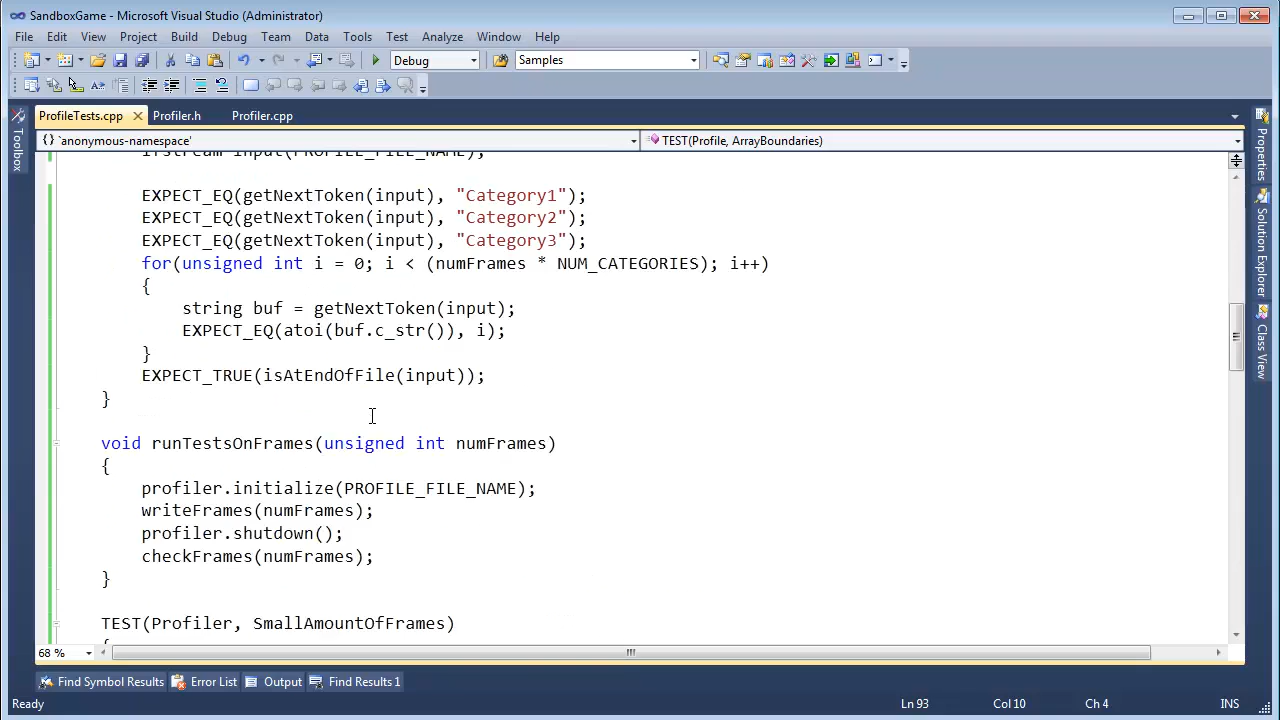 SandboxGame - Microsoft Visual Studio (Administrator)
File Edit View Project Build Debug Team Data Tools Test Analyze Window Help
Debug Samples
ProfileTests.cpp Profiler.h Profiler.cpp
{} `anonymous-namespace' TEST(Profile, ArrayBoundaries)
Toolbox
Properties
Solution Explorer
Class View
ifstream input(PROFILE_FILE_NAME);
EXPECT_EQ(getNextToken(input), "Category1");
EXPECT_EQ(getNextToken(input), "Category2");
EXPECT_EQ(getNextToken(input), "Category3");
for(unsigned int i = 0; i < (numFrames * NUM_CATEGORIES); i++)
{
string buf = getNextToken(input);
EXPECT_EQ(atoi(buf.c_str()), i);
}
EXPECT_TRUE(isAtEndOfFile(input));
}
void runTestsOnFrames(unsigned int numFrames)
{
profiler.initialize(PROFILE_FILE_NAME);
writeFrames(numFrames);
profiler.shutdown();
checkFrames(numFrames);
}
TEST(Profiler, SmallAmountOfFrames)
{
68 %
Find Symbol Results Error List Output Find Results 1
Ready Ln 93 Col 10 Ch 4 INS